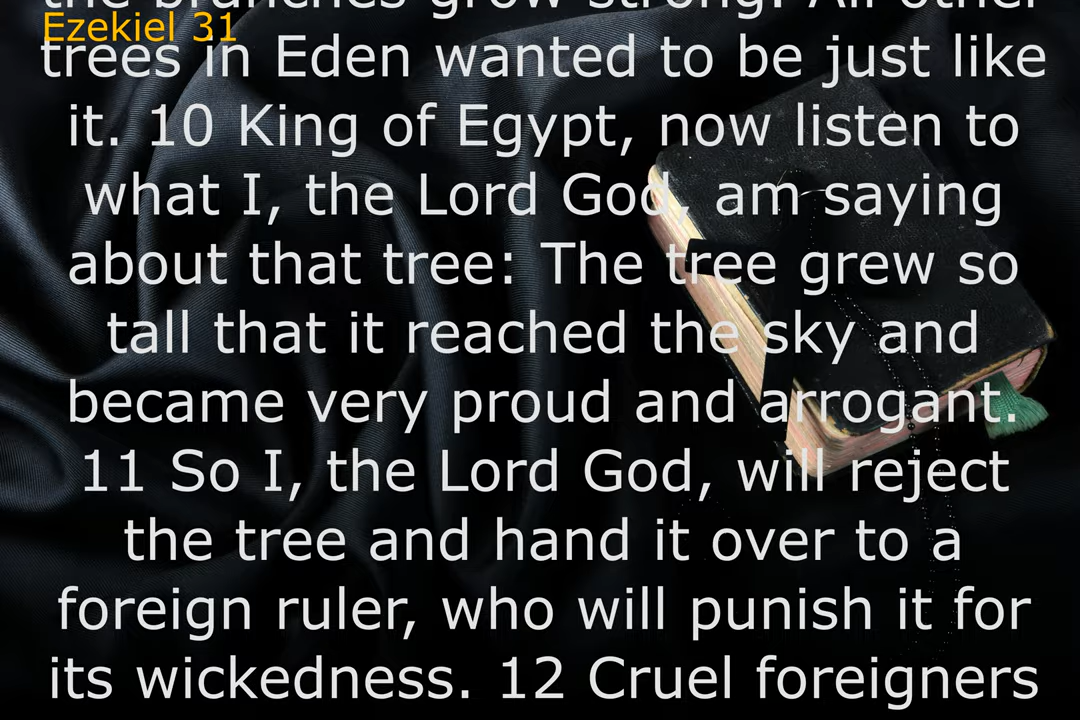 the branches grow strong. All other
Ezekiel 31
trees in Eden wanted to be just like
it. 10 King of Egypt, now listen to
what I, the Lord God, am saying
about that tree: The tree grew so
tall that it reached the sky and
became very proud and arrogant.
11 So I, the Lord God, will reject
the tree and hand it over to a
foreign ruler, who will punish it for
its wickedness. 12 Cruel foreigners